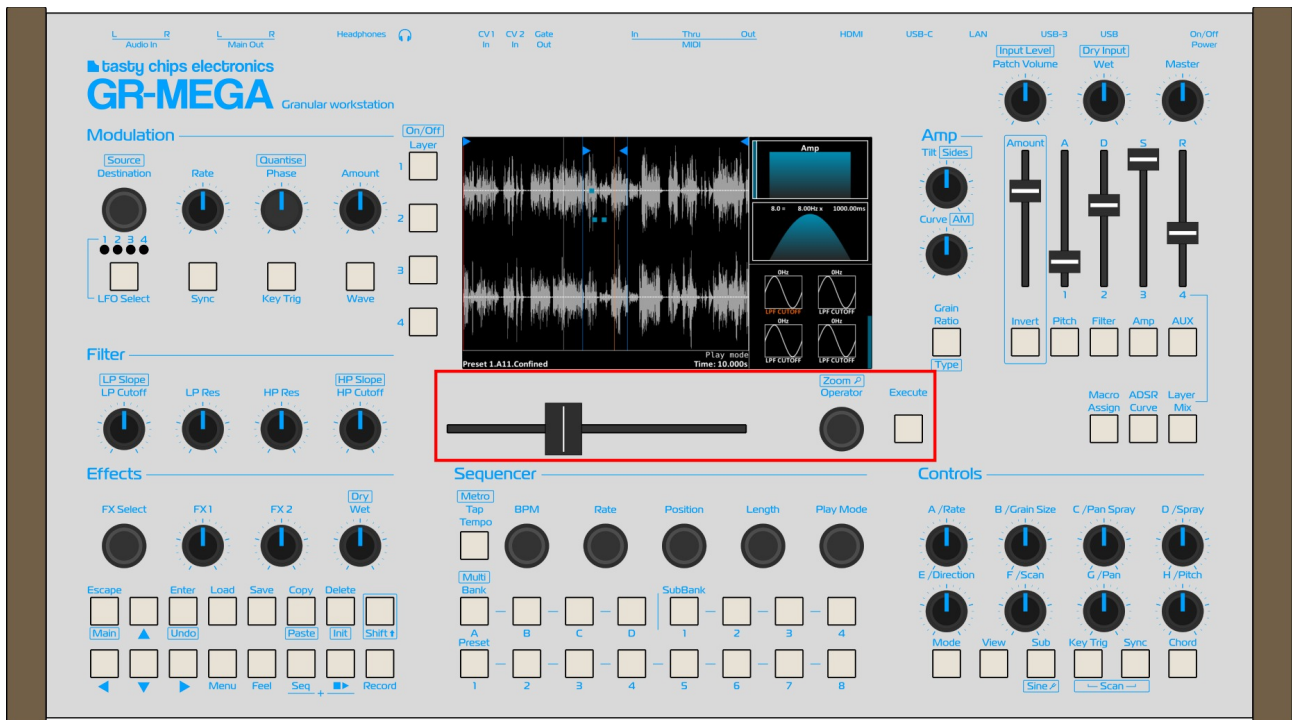 L R L R Headphones CV1 CV2 Gate In Thru Out HDMI USB-C LAN USB-3 USB On/Off
Audio In Main Out In In Out MIDI Power
tasty chips electronics
GR-MEGA Granular workstation
Input Level Dry Input
Patch Volume Wet Master
Modulation
Source Quantise
Destination Rate Phase Amount
1 2 3 4
LFO Select Sync Key Trig Wave
On/Off
Layer
1
2
3
4
Amp
8.0 = 8.00Hz x 1000.00ms
0Hz 0Hz
LPF CUTOFF LPF CUTOFF
0Hz 0Hz
LPF CUTOFF LPF CUTOFF
Play mode
Preset 1.A11.Confined Time: 10.000s
Amp
Tilt Sides
Curve AM
Grain
Ratio
Type
Amount A D S R
1 2 3 4
Invert Pitch Filter Amp AUX
Macro ADSR Layer
Assign Curve Mix
Filter
LP Slope HP Slope
LP Cutoff LP Res HP Res HP Cutoff
Zoom
Operator Execute
Effects
Dry
FX Select FX1 FX 2 Wet
Escape Enter Load Save Copy Delete
Main ▲ Undo Paste Init Shift
◀ ▼ ▶ Menu Feel Seq + ■▶ Record
Sequencer
Metro
Tap
Tempo
BPM Rate Position Length Play Mode
Multi
Bank SubBank
A B C D 1 2 3 4
Preset
1 2 3 4 5 6 7 8
Controls
A /Rate B /Grain Size C /Pan Spray D /Spray
E /Direction F /Scan G /Pan H /Pitch
Mode View Sub Key Trig Sync Chord
Sine Scan